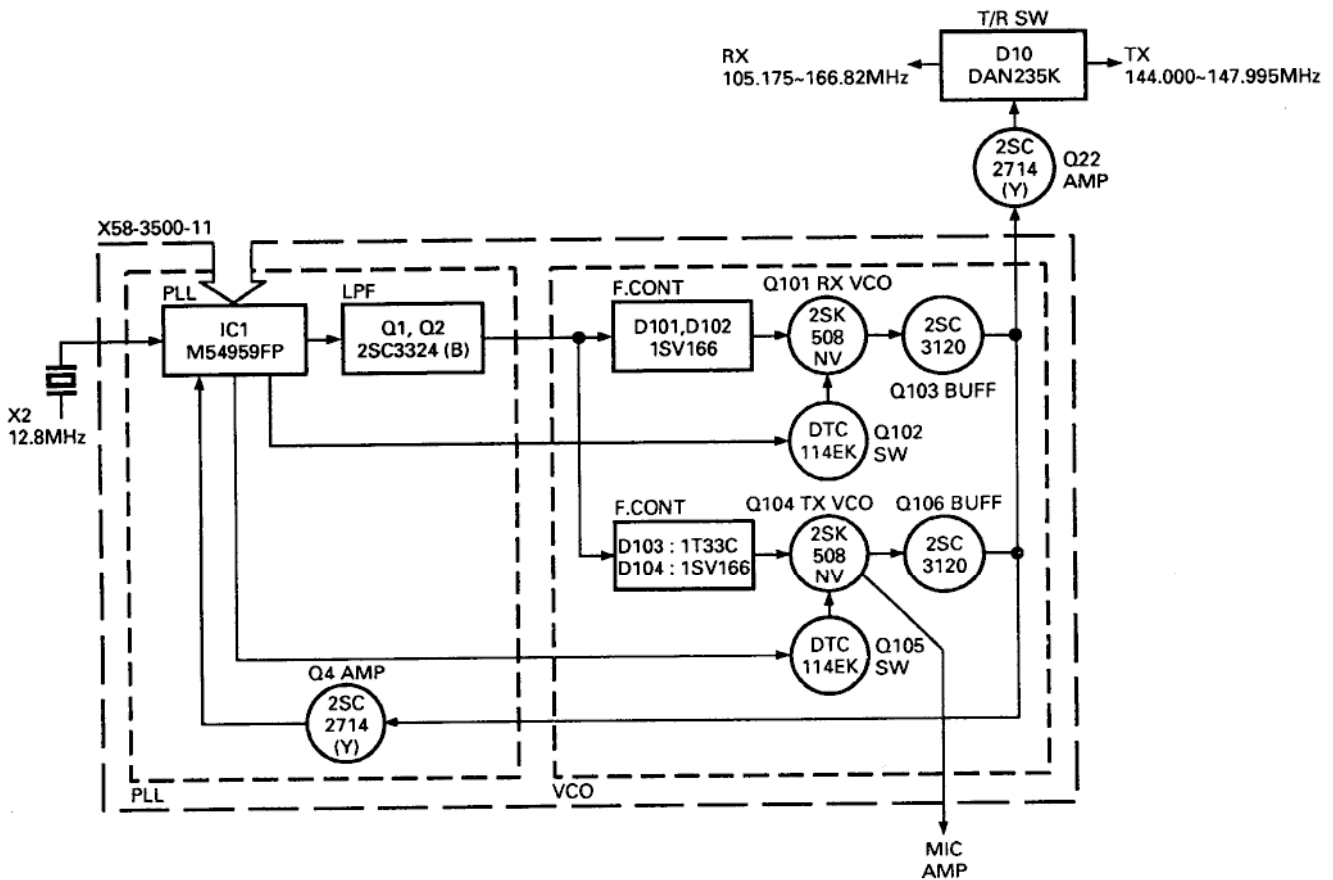 T/R SW
D10
DAN235K
RX
105.175~166.82MHz
TX
144.000~147.995MHz
2SC
2714
(Y)
Q22
AMP
X58-3500-11
PLL
IC1
M54959FP
LPF
Q1, Q2
2SC3324 (B)
X2
12.8MHz
F.CONT
D101,D102
1SV166
Q101 RX VCO
2SK
508
NV
2SC
3120
Q103 BUFF
DTC
114EK
Q102
SW
F.CONT
D103 : 1T33C
D104 : 1SV166
Q104 TX VCO
2SK
508
NV
Q106 BUFF
2SC
3120
DTC
114EK
Q105
SW
Q4 AMP
2SC
2714
(Y)
PLL
VCO
MIC
AMP